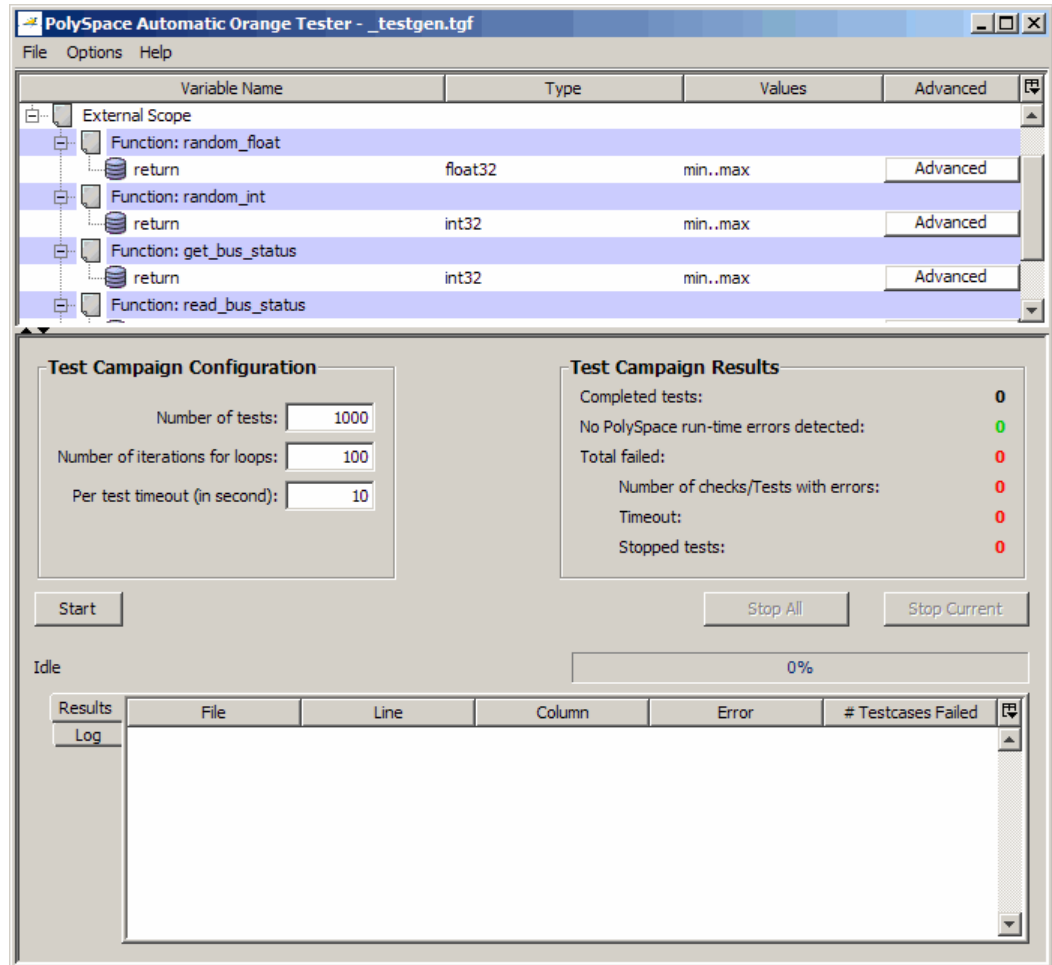 PolySpace Automatic Orange Tester - _testgen.tgf
File Options Help
Variable Name Type Values Advanced
External Scope
Function: random_float
return float32 min..max Advanced
Function: random_int
return int32 min..max Advanced
Function: get_bus_status
return int32 min..max Advanced
Function: read_bus_status
Test Campaign Configuration
Number of tests: 1000
Number of iterations for loops: 100
Per test timeout (in second): 10
Test Campaign Results
Completed tests: 0
No PolySpace run-time errors detected: 0
Total failed: 0
Number of checks/Tests with errors: 0
Timeout: 0
Stopped tests: 0
Start Stop All Stop Current
Idle 0%
Results File Line Column Error # Testcases Failed
Log